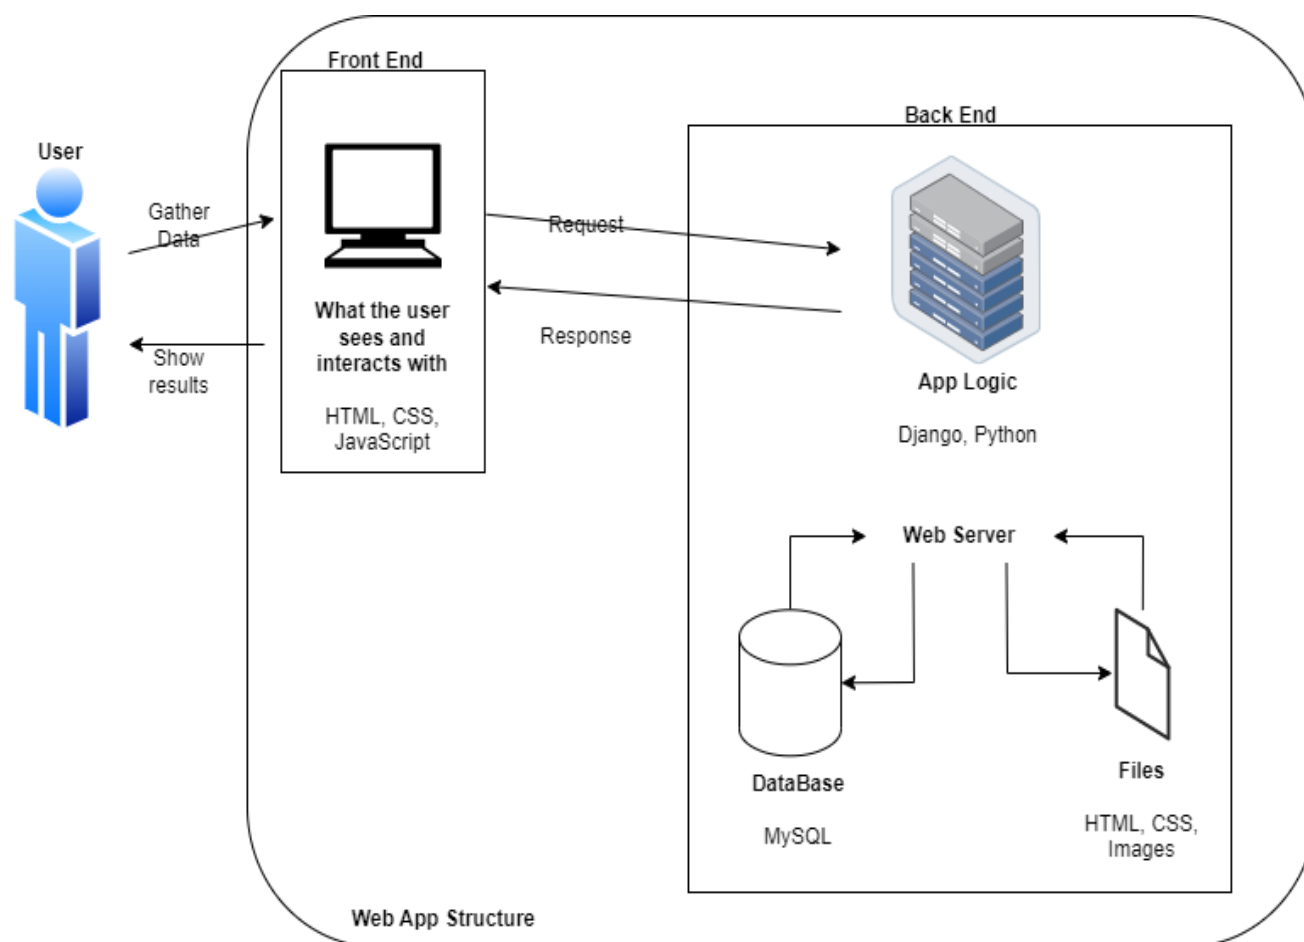 Front End
Back End
User
Gather
Data
Request
What the user
sees and
interacts with
Response
Show
results
App Logic
HTML, CSS,
JavaScript
Django, Python
Web Server
DataBase
Files
MySQL
HTML, CSS,
Images
Web App Structure